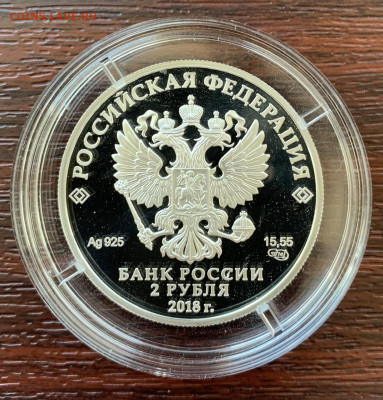 РОССИЙСКАЯ ФЕДЕРАЦИЯ
Ag 925
15,55
БАНК РОССИИ
2 РУБЛЯ
2018 г.